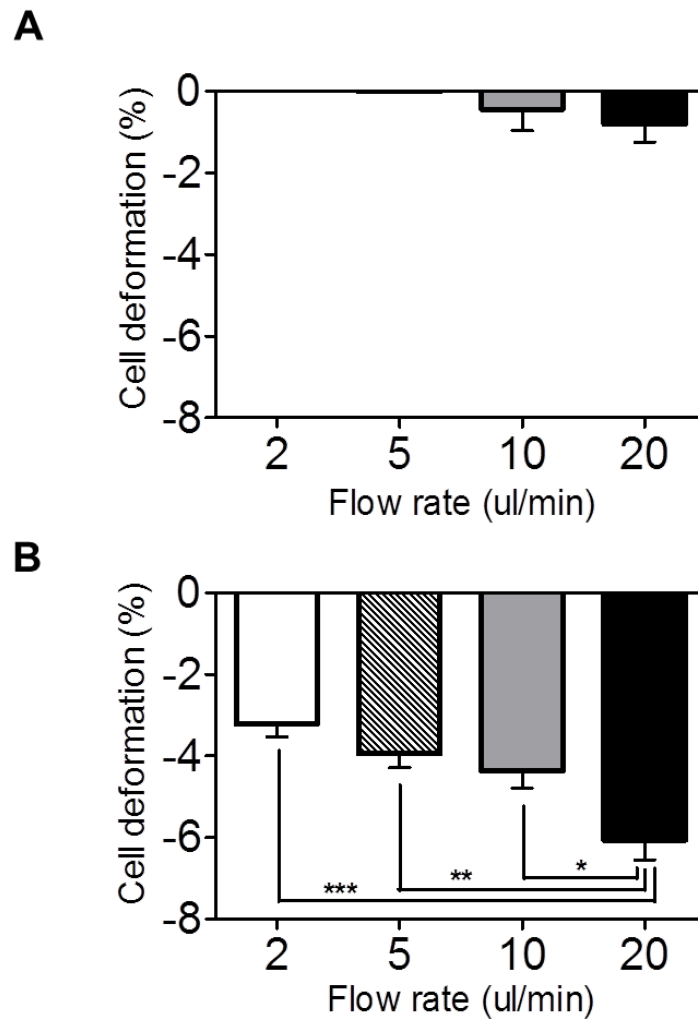 A
Cell deformation (%)
0
-2
-4
-6
-8
2 5 10 20
Flow rate (ul/min)
B
Cell deformation (%)
0
-2
-4
-6
-8
*
**
***
2 5 10 20
Flow rate (ul/min)